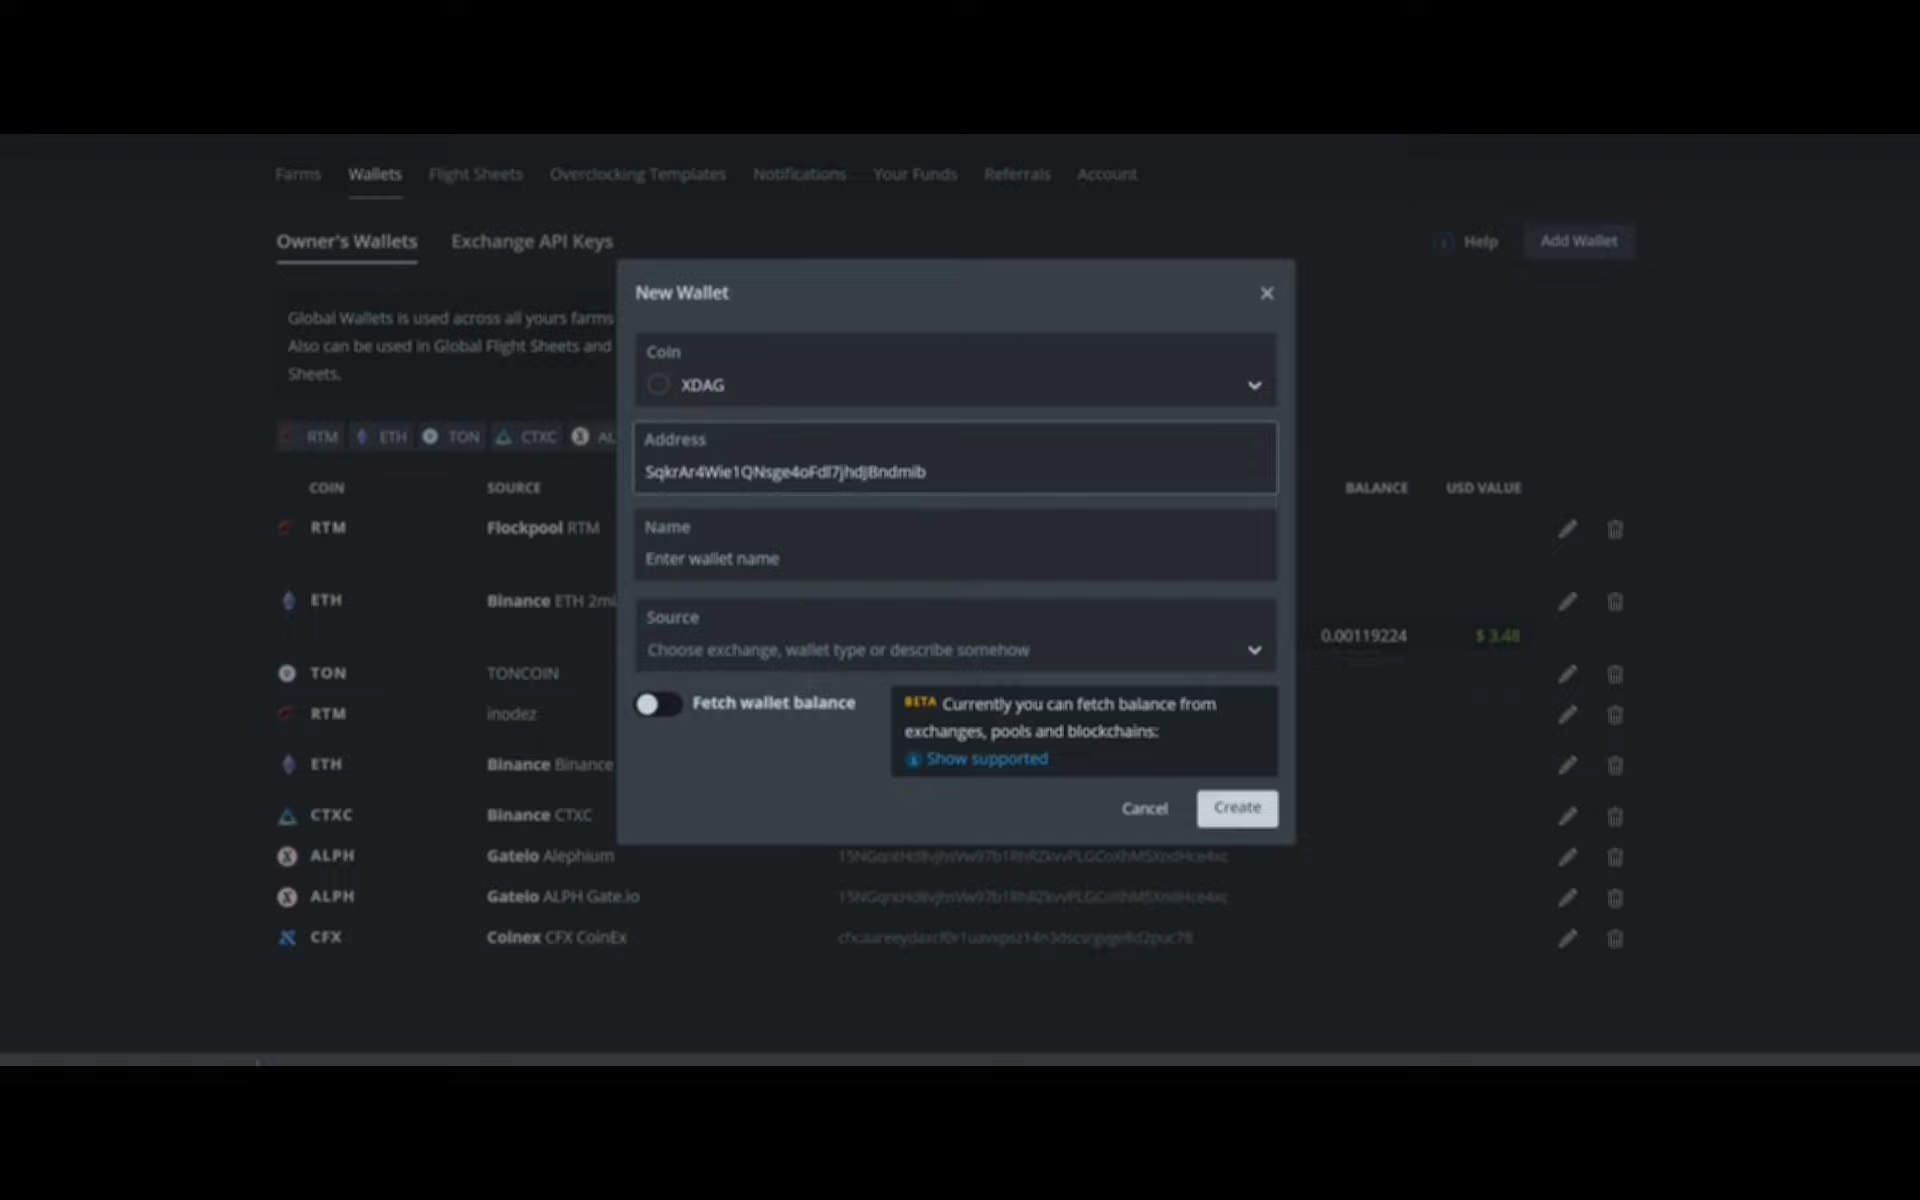 Farms Wallets Flight Sheets Overclocking Templates Notifications Your Funds Referrals Account
Owner's Wallets Exchange API Keys Help Add Wallet
Global Wallets is used across all yours farms
Also can be used in Global Flight Sheets and
Sheets.
RTM ETH TON CTXC AL
New Wallet
Coin
XDAG
Address
SqkrAr4Wie1QNsge4oFdl7jhdJBndmib
Name
Enter wallet name
Source
Choose exchange, wallet type or describe somehow
Fetch wallet balance
BETA Currently you can fetch balance from
exchanges, pools and blockchains:
Show supported
Cancel Create
COIN SOURCE BALANCE USD VALUE
RTM Flockpool RTM
ETH Binance ETH 2mi
0.00119224 $ 3.48
TON TONCOIN
RTM inodez
ETH Binance Binance
CTXC Binance CTXC
ALPH GateIo Alephium
ALPH GateIo ALPH Gate.io
CFX Coinex CFX CoinEx